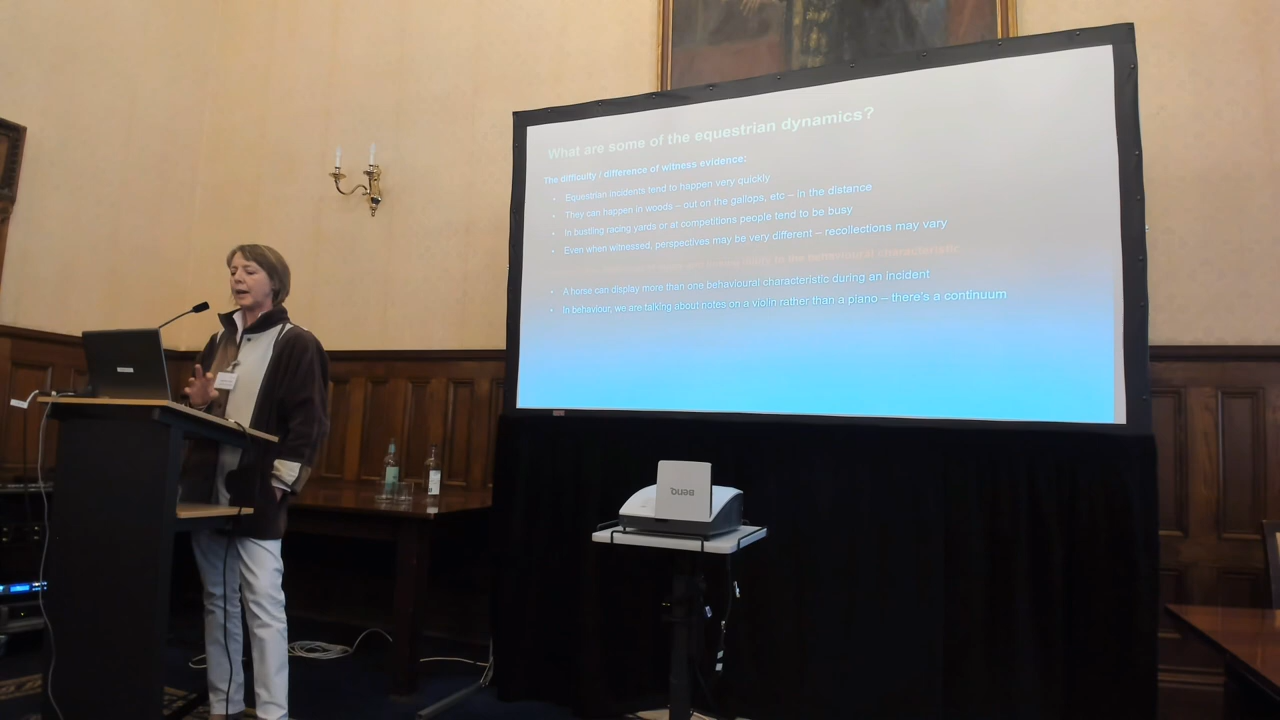 What are some of the equestrian dynamics?
The difficulty / difference of witness evidence:
• Equestrian incidents tend to happen very quickly
• They can happen in woods – out on the gallops, etc – in the distance
• In bustling racing yards or at competitions people tend to be busy
• Even when witnessed, perspectives may be very different – recollections may vary
to the behavioural characteristic
• A horse can display more than one behavioural characteristic during an incident
• In behaviour, we are talking about notes on a violin rather than a piano – there's a continuum
BenQ